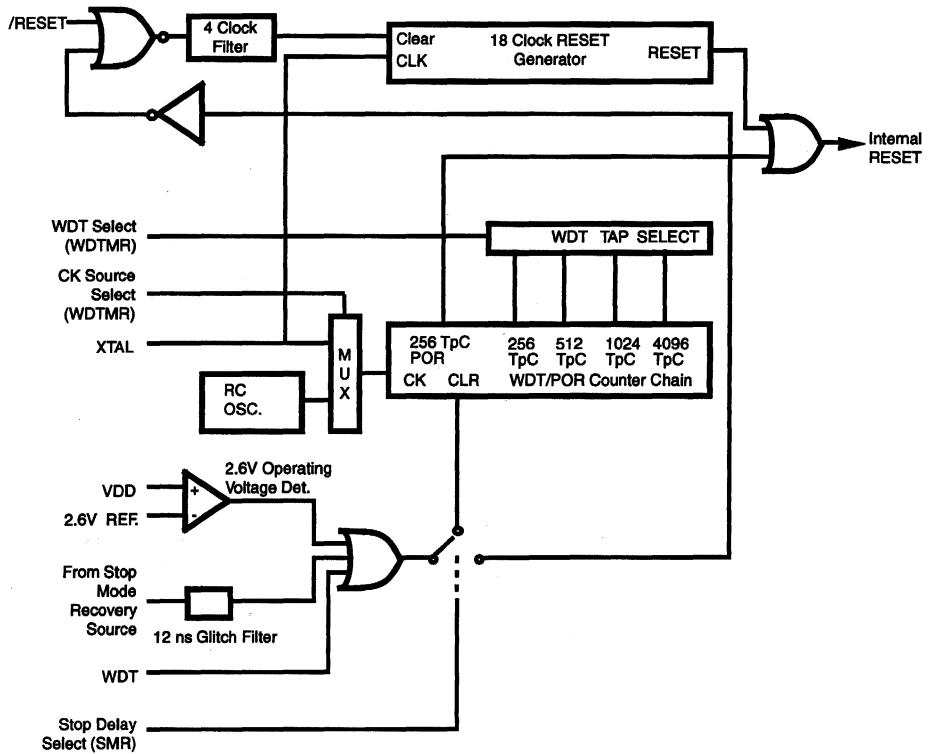 /RESET
4 Clock
Filter
Clear
CLK
18 Clock RESET
Generator
RESET
Internal
RESET
WDT Select
(WDTMR)
WDT TAP SELECT
CK Source
Select
(WDTMR)
XTAL
MUX
256 TpC
POR
256
TpC
512
TpC
1024
TpC
4096
TpC
CK CLR WDT/POR Counter Chain
RC
OSC.
2.6V Operating
Voltage Det.
VDD
+
2.6V REF.
-
From Stop
Mode
Recovery
Source
12 ns Glitch Filter
WDT
Stop Delay
Select (SMR)